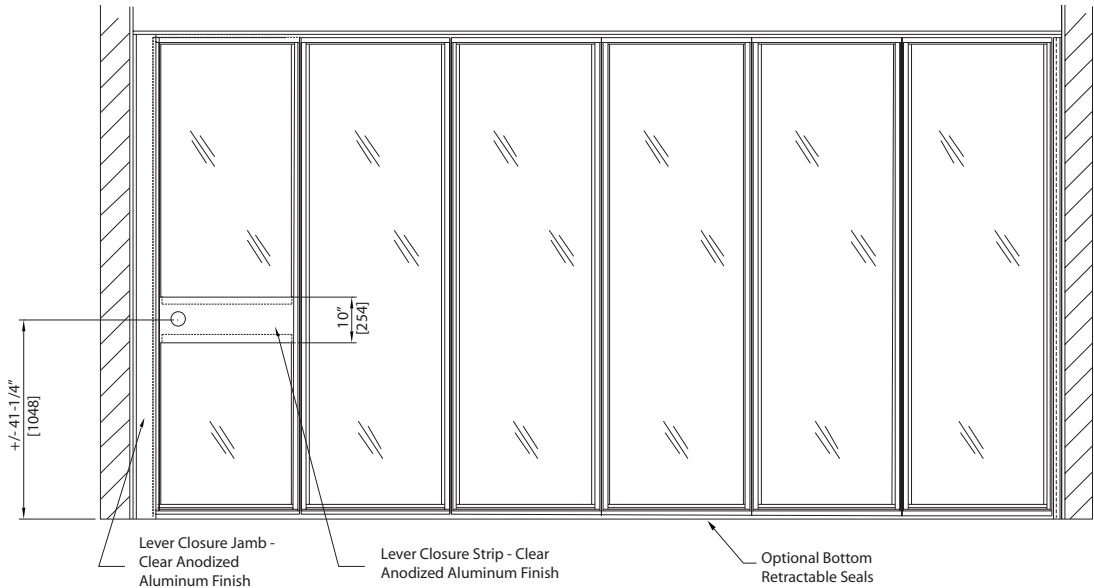 10"
[254]
+/- 41-1/4"
[1048]
Lever Closure Jamb -
Clear Anodized
Aluminum Finish
Lever Closure Strip - Clear
Anodized Aluminum Finish
Optional Bottom
Retractable Seals